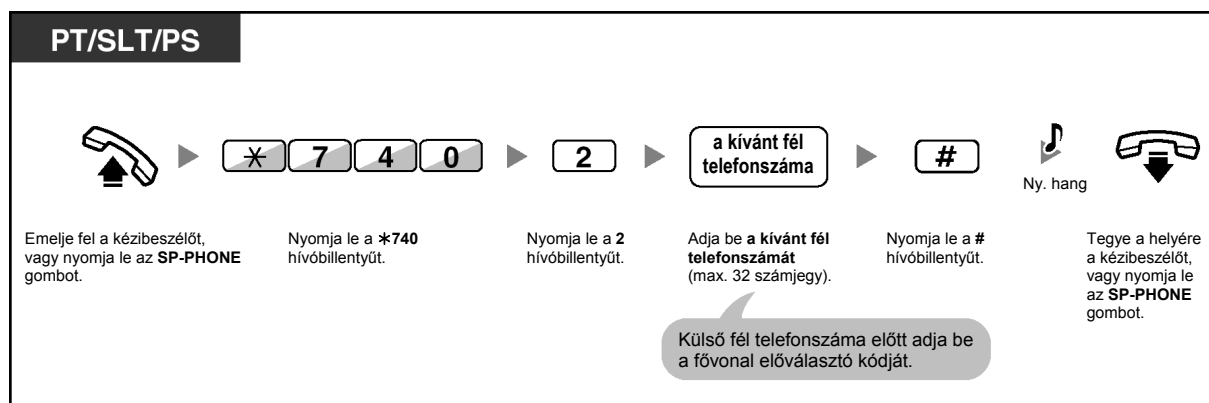 PT/SLT/PS
∗ 7 4 0
2
a kívánt fél
telefonszáma
#
Ny. hang
Emelje fel a kézibeszélőt,
vagy nyomja le az SP-PHONE
gombot.
Nyomja le a ∗740
hívóbillentyűt.
Nyomja le a 2
hívóbillentyűt.
Adja be a kívánt fél
telefonszámát
(max. 32 számjegy).
Nyomja le a #
hívóbillentyűt.
Tegye a helyére
a kézibeszélőt,
vagy nyomja le
az SP-PHONE
gombot.
Külső fél telefonszáma előtt adja be
a fővonal előválasztó kódját.